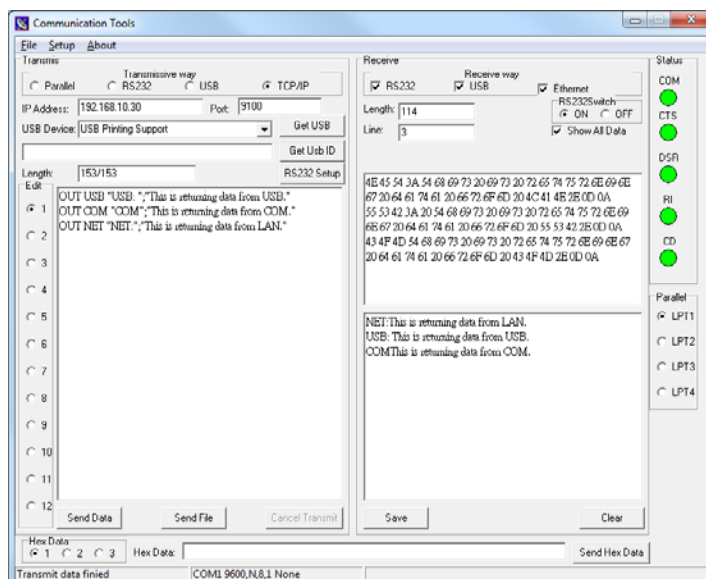 Communication Tools
File Setup About
Transmis
Transmissive way
Parallel RS232 USB TCP/IP
IP Address: 192.168.10.30 Port: 9100
USB Device: USB Printing Support Get USB
Get Usb ID
Length: 153/153 RS232 Setup
Edit
1
2
3
4
5
6
7
8
9
10
11
12
OUT USB "USB: ";"This is returning data from USB."
OUT COM "COM";"This is returning data from COM."
OUT NET "NET:";"This is returning data from LAN."
Send Data Send File Cancel Transmit
Receive
Receive way
RS232 USB Ethernet
Length: 114
Line: 3
RS232Switch
ON OFF
Show All Data
4E 45 54 3A 54 68 69 73 20 69 73 20 72 65 74 75 72 6E 69 6E
67 20 64 61 74 61 20 66 72 6F 6D 20 4C 41 4E 2E 0D 0A
55 53 42 3A 20 54 68 69 73 20 69 73 20 72 65 74 75 72 6E 69
6E 67 20 64 61 74 61 20 66 72 6F 6D 20 55 53 42 2E 0D 0A
43 4F 4D 54 68 69 73 20 69 73 20 72 65 74 75 72 6E 69 6E 67
20 64 61 74 61 20 66 72 6F 6D 20 43 4F 4D 2E 0D 0A
NET:This is returning data from LAN.
USB: This is returning data from USB.
COMThis is returning data from COM.
Save Clear
Status
COM
CTS
DSR
RI
CD
Parallel
LPT1
LPT2
LPT3
LPT4
Hex Data
1 2 3 Hex Data: Send Hex Data
Transmit data finied COM1 9600,N,8,1 None